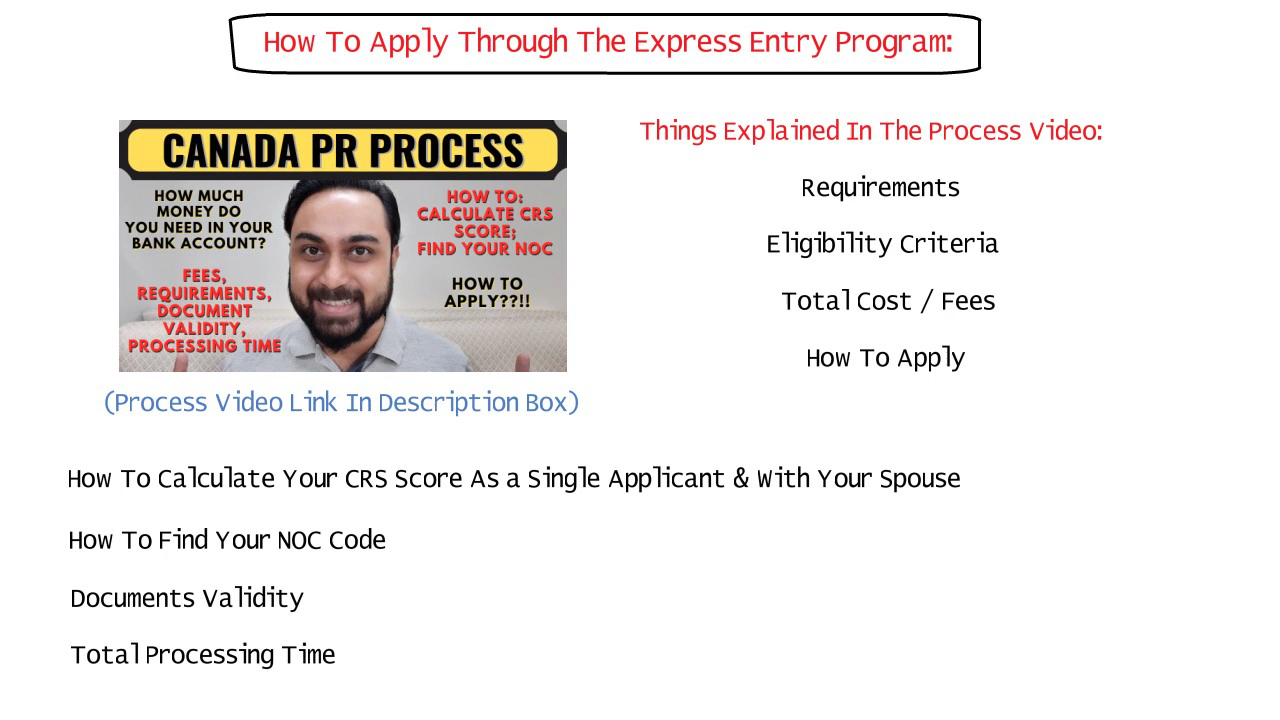 How To Apply Through The Express Entry Program:
CANADA PR PROCESS
HOW MUCH
MONEY DO
YOU NEED IN YOUR
BANK ACCOUNT?
FEES,
REQUIREMENTS,
DOCUMENT
VALIDITY,
PROCESSING TIME
HOW TO:
CALCULATE CRS
SCORE;
FIND YOUR NOC
HOW TO
APPLY??!!
(Process Video Link In Description Box)
Things Explained In The Process Video:
Requirements
Eligibility Criteria
Total Cost / Fees
How To Apply
How To Calculate Your CRS Score As a Single Applicant & With Your Spouse
How To Find Your NOC Code
Documents Validity
Total Processing Time